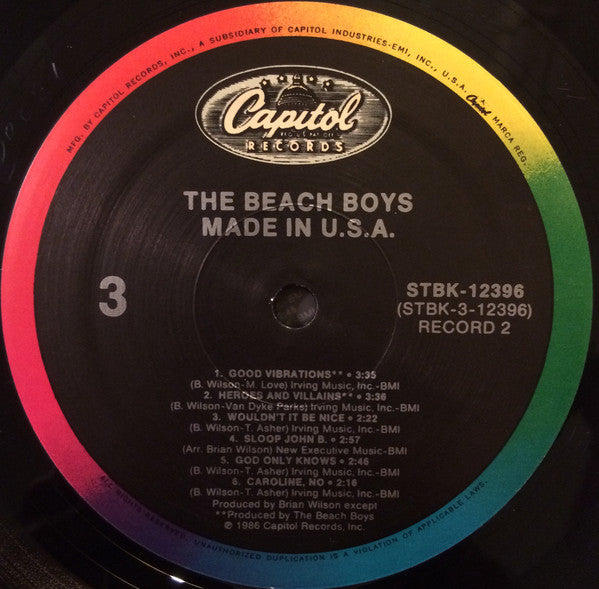 MFG. BY CAPITOL RECORDS, INC., A SUBSIDIARY OF CAPITOL INDUSTRIES-EMI, INC., U.S.A. Capitol MARCA REG.
Capitol
RECORDS
THE BEACH BOYS
MADE IN U.S.A.
3
STBK-12396
(STBK-3-12396)
RECORD 2
1. GOOD VIBRATIONS** • 3:35
(B. Wilson-M. Love) Irving Music, Inc.-BMI
2. HEROES AND VILLAINS** • 3:36
(B. Wilson-Van Dyke Parks) Irving Music, Inc.-BMI
3. WOULDN'T IT BE NICE • 2:22
(B. Wilson-T. Asher) Irving Music, Inc.-BMI
4. SLOOP JOHN B. • 2:57
(Arr. Brian Wilson) New Executive Music-BMI
5. GOD ONLY KNOWS • 2:46
(B. Wilson-T. Asher) Irving Music, Inc.-BMI
6. CAROLINE, NO • 2:16
(B. Wilson-T. Asher) Irving Music, Inc.-BMI
Produced by Brian Wilson except
**Produced by The Beach Boys
℗ 1986 Capitol Records, Inc.
ALL RIGHTS RESERVED. UNAUTHORIZED DUPLICATION IS A VIOLATION OF APPLICABLE LAWS.